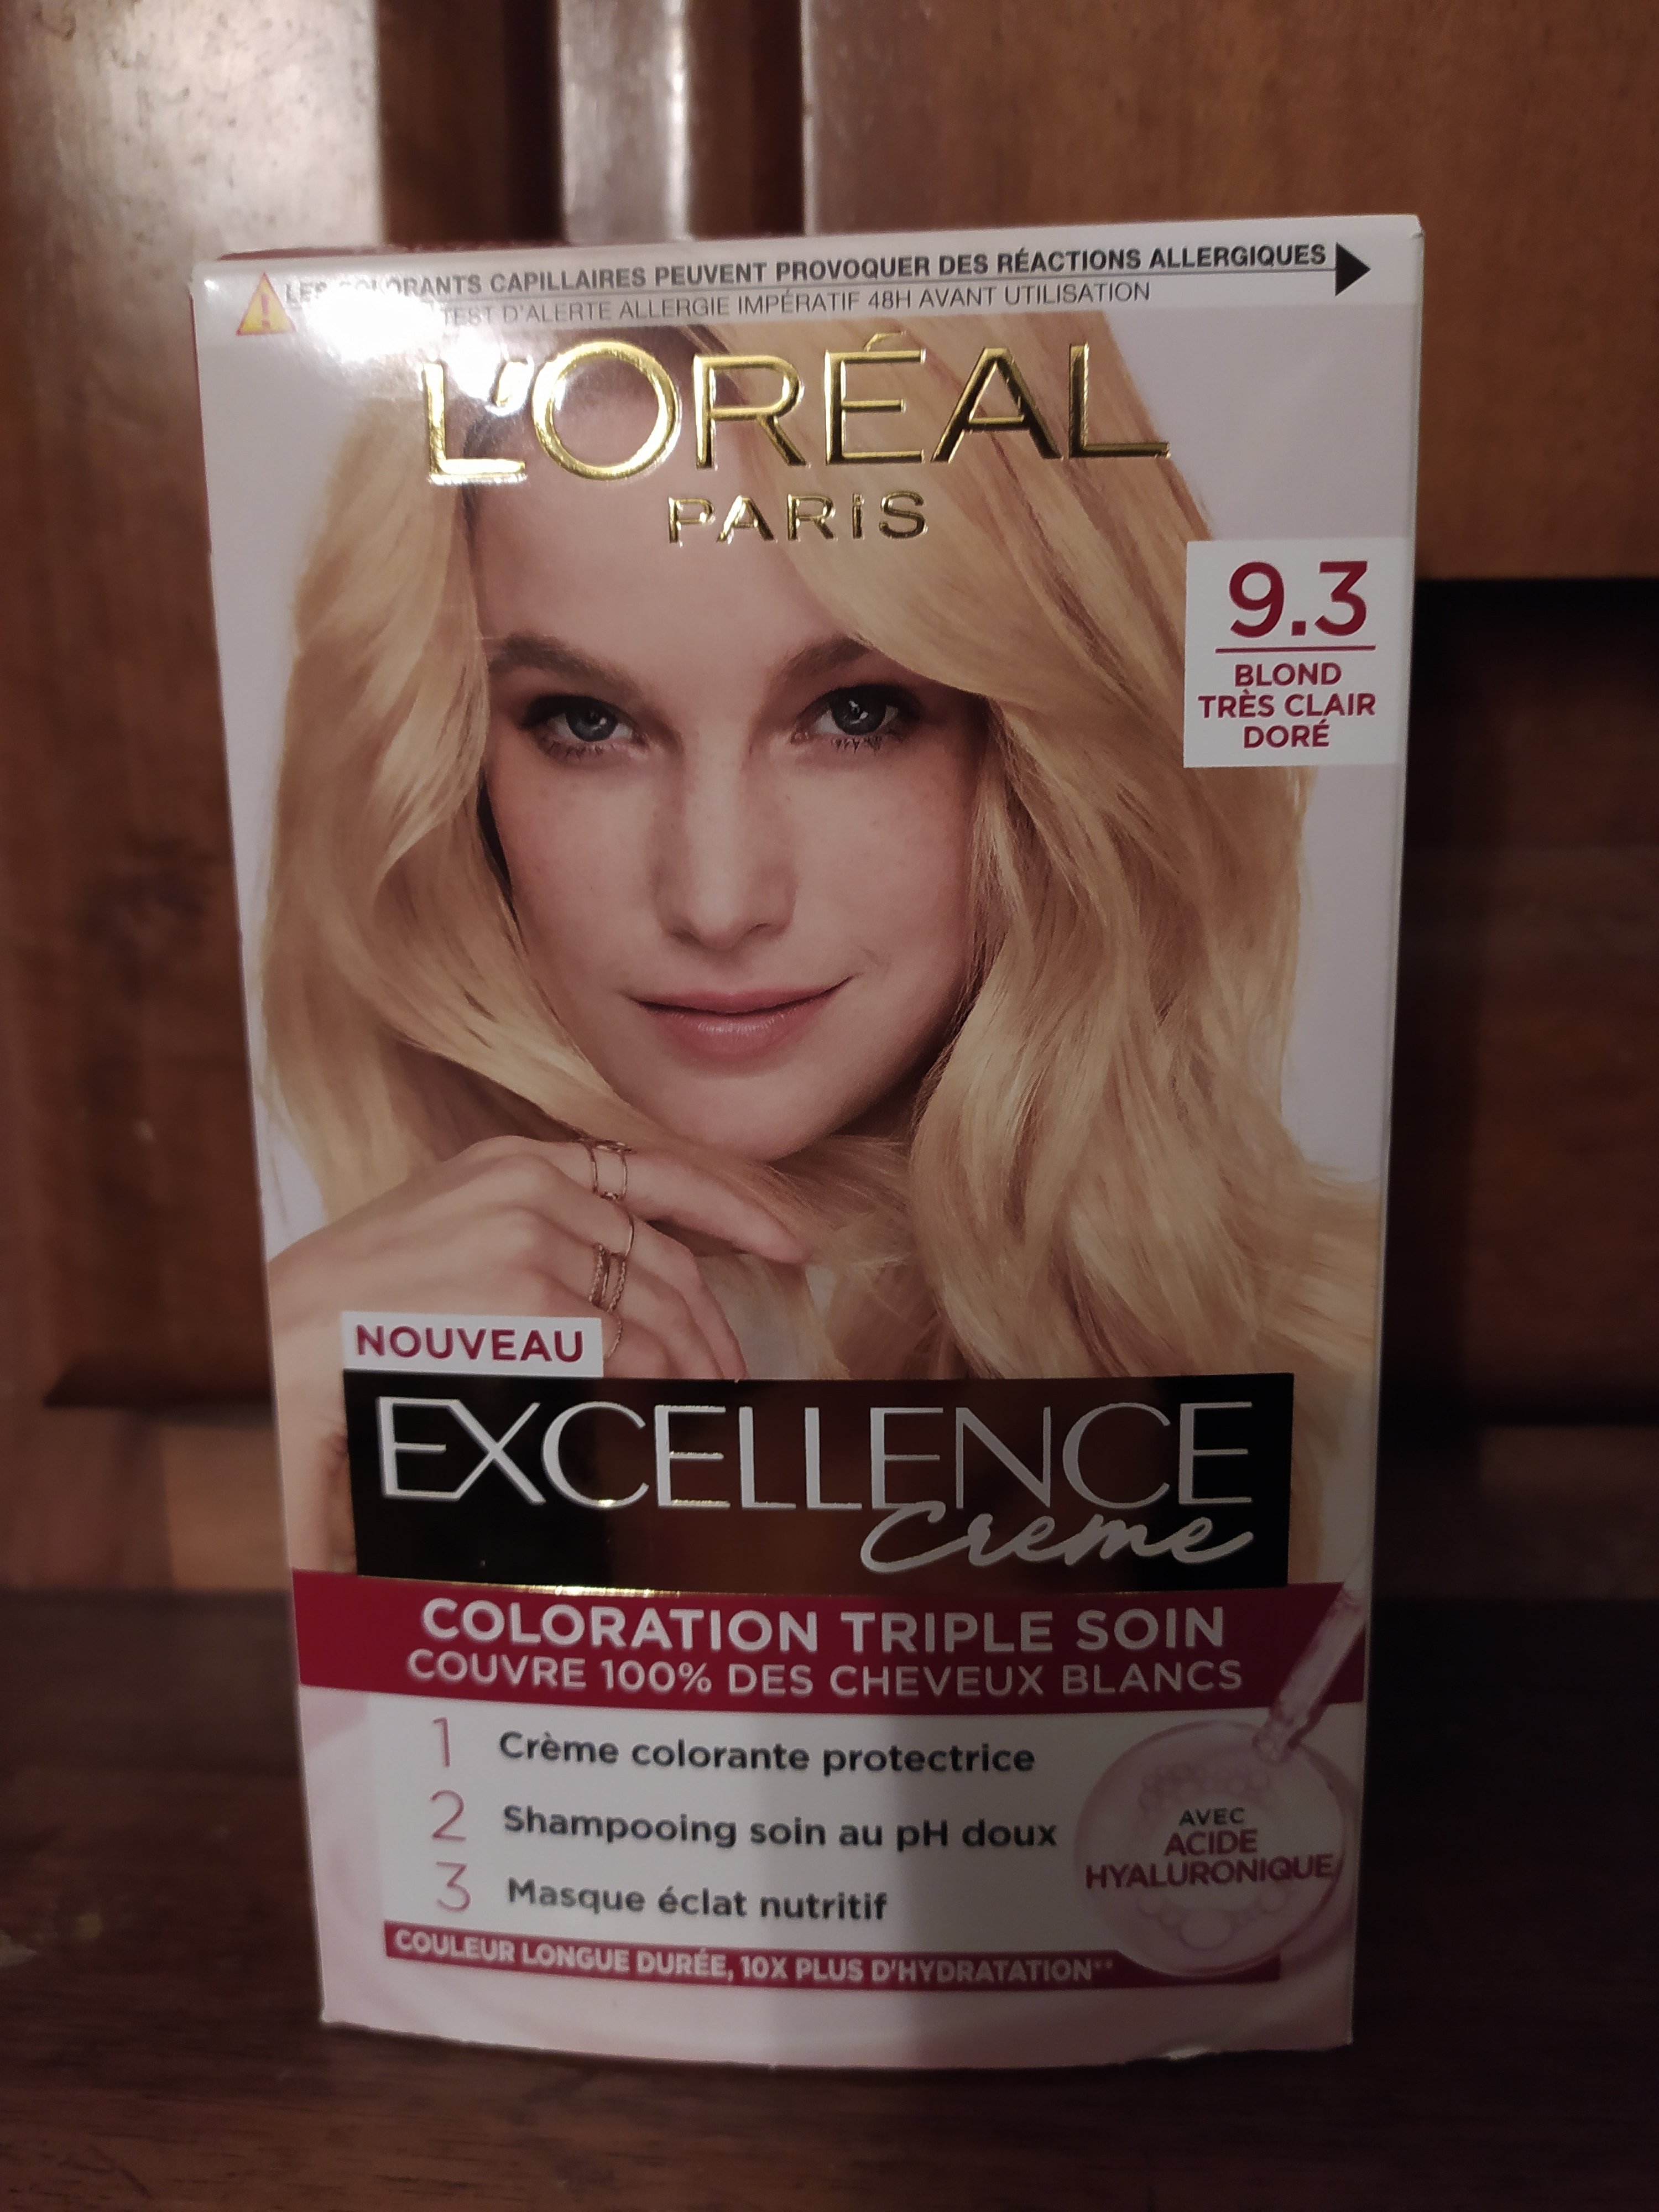 LES COLORANTS CAPILLAIRES PEUVENT PROVOQUER DES RÉACTIONS ALLERGIQUES
TEST D'ALERTE ALLERGIE IMPÉRATIF 48H AVANT UTILISATION
L'ORÉAL
PARIS
9.3
BLOND
TRÈS CLAIR
DORÉ
NOUVEAU
EXCELLENCE
Creme
COLORATION TRIPLE SOIN
COUVRE 100% DES CHEVEUX BLANCS
1 Crème colorante protectrice
2 Shampooing soin au pH doux
3 Masque éclat nutritif
AVEC
ACIDE
HYALURONIQUE
COULEUR LONGUE DURÉE, 10X PLUS D'HYDRATATION**